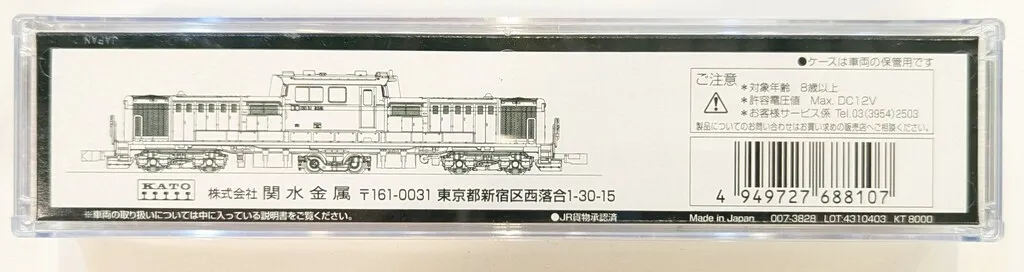 JAPAN
●ケースは車両の保管用です
ご注意
*対象年齢 8歳以上
*許容電圧値 Max. DC12V
*お客様サービス係 Tel.03(3954)2503
製品についてのお問い合わせはお買い求めの販売店へご相談ください。
KATO
株式会社 関水金属 〒161-0031 東京都新宿区西落合1-30-15
4 949727 688107
※車両の取り扱いについては中に入っている説明書をご覧ください。
●JR貨物承認済
Made in Japan 007-3828 LOT:4310403 KT 8000